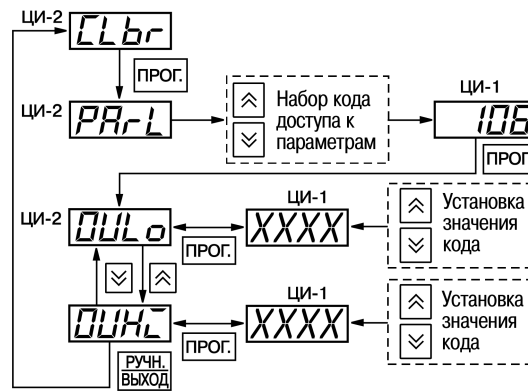 ЦИ-2
CLbr
ПРОГ.
ЦИ-2
PArL
Набор кода
доступа к
параметрам
ЦИ-1
106
ПРОГ
ЦИ-2
OULo
ПРОГ.
ЦИ-1
XXXX
Установка
значения
кода
OUHi
ПРОГ.
ЦИ-1
XXXX
Установка
значения
кода
РУЧН.
ВЫХОД